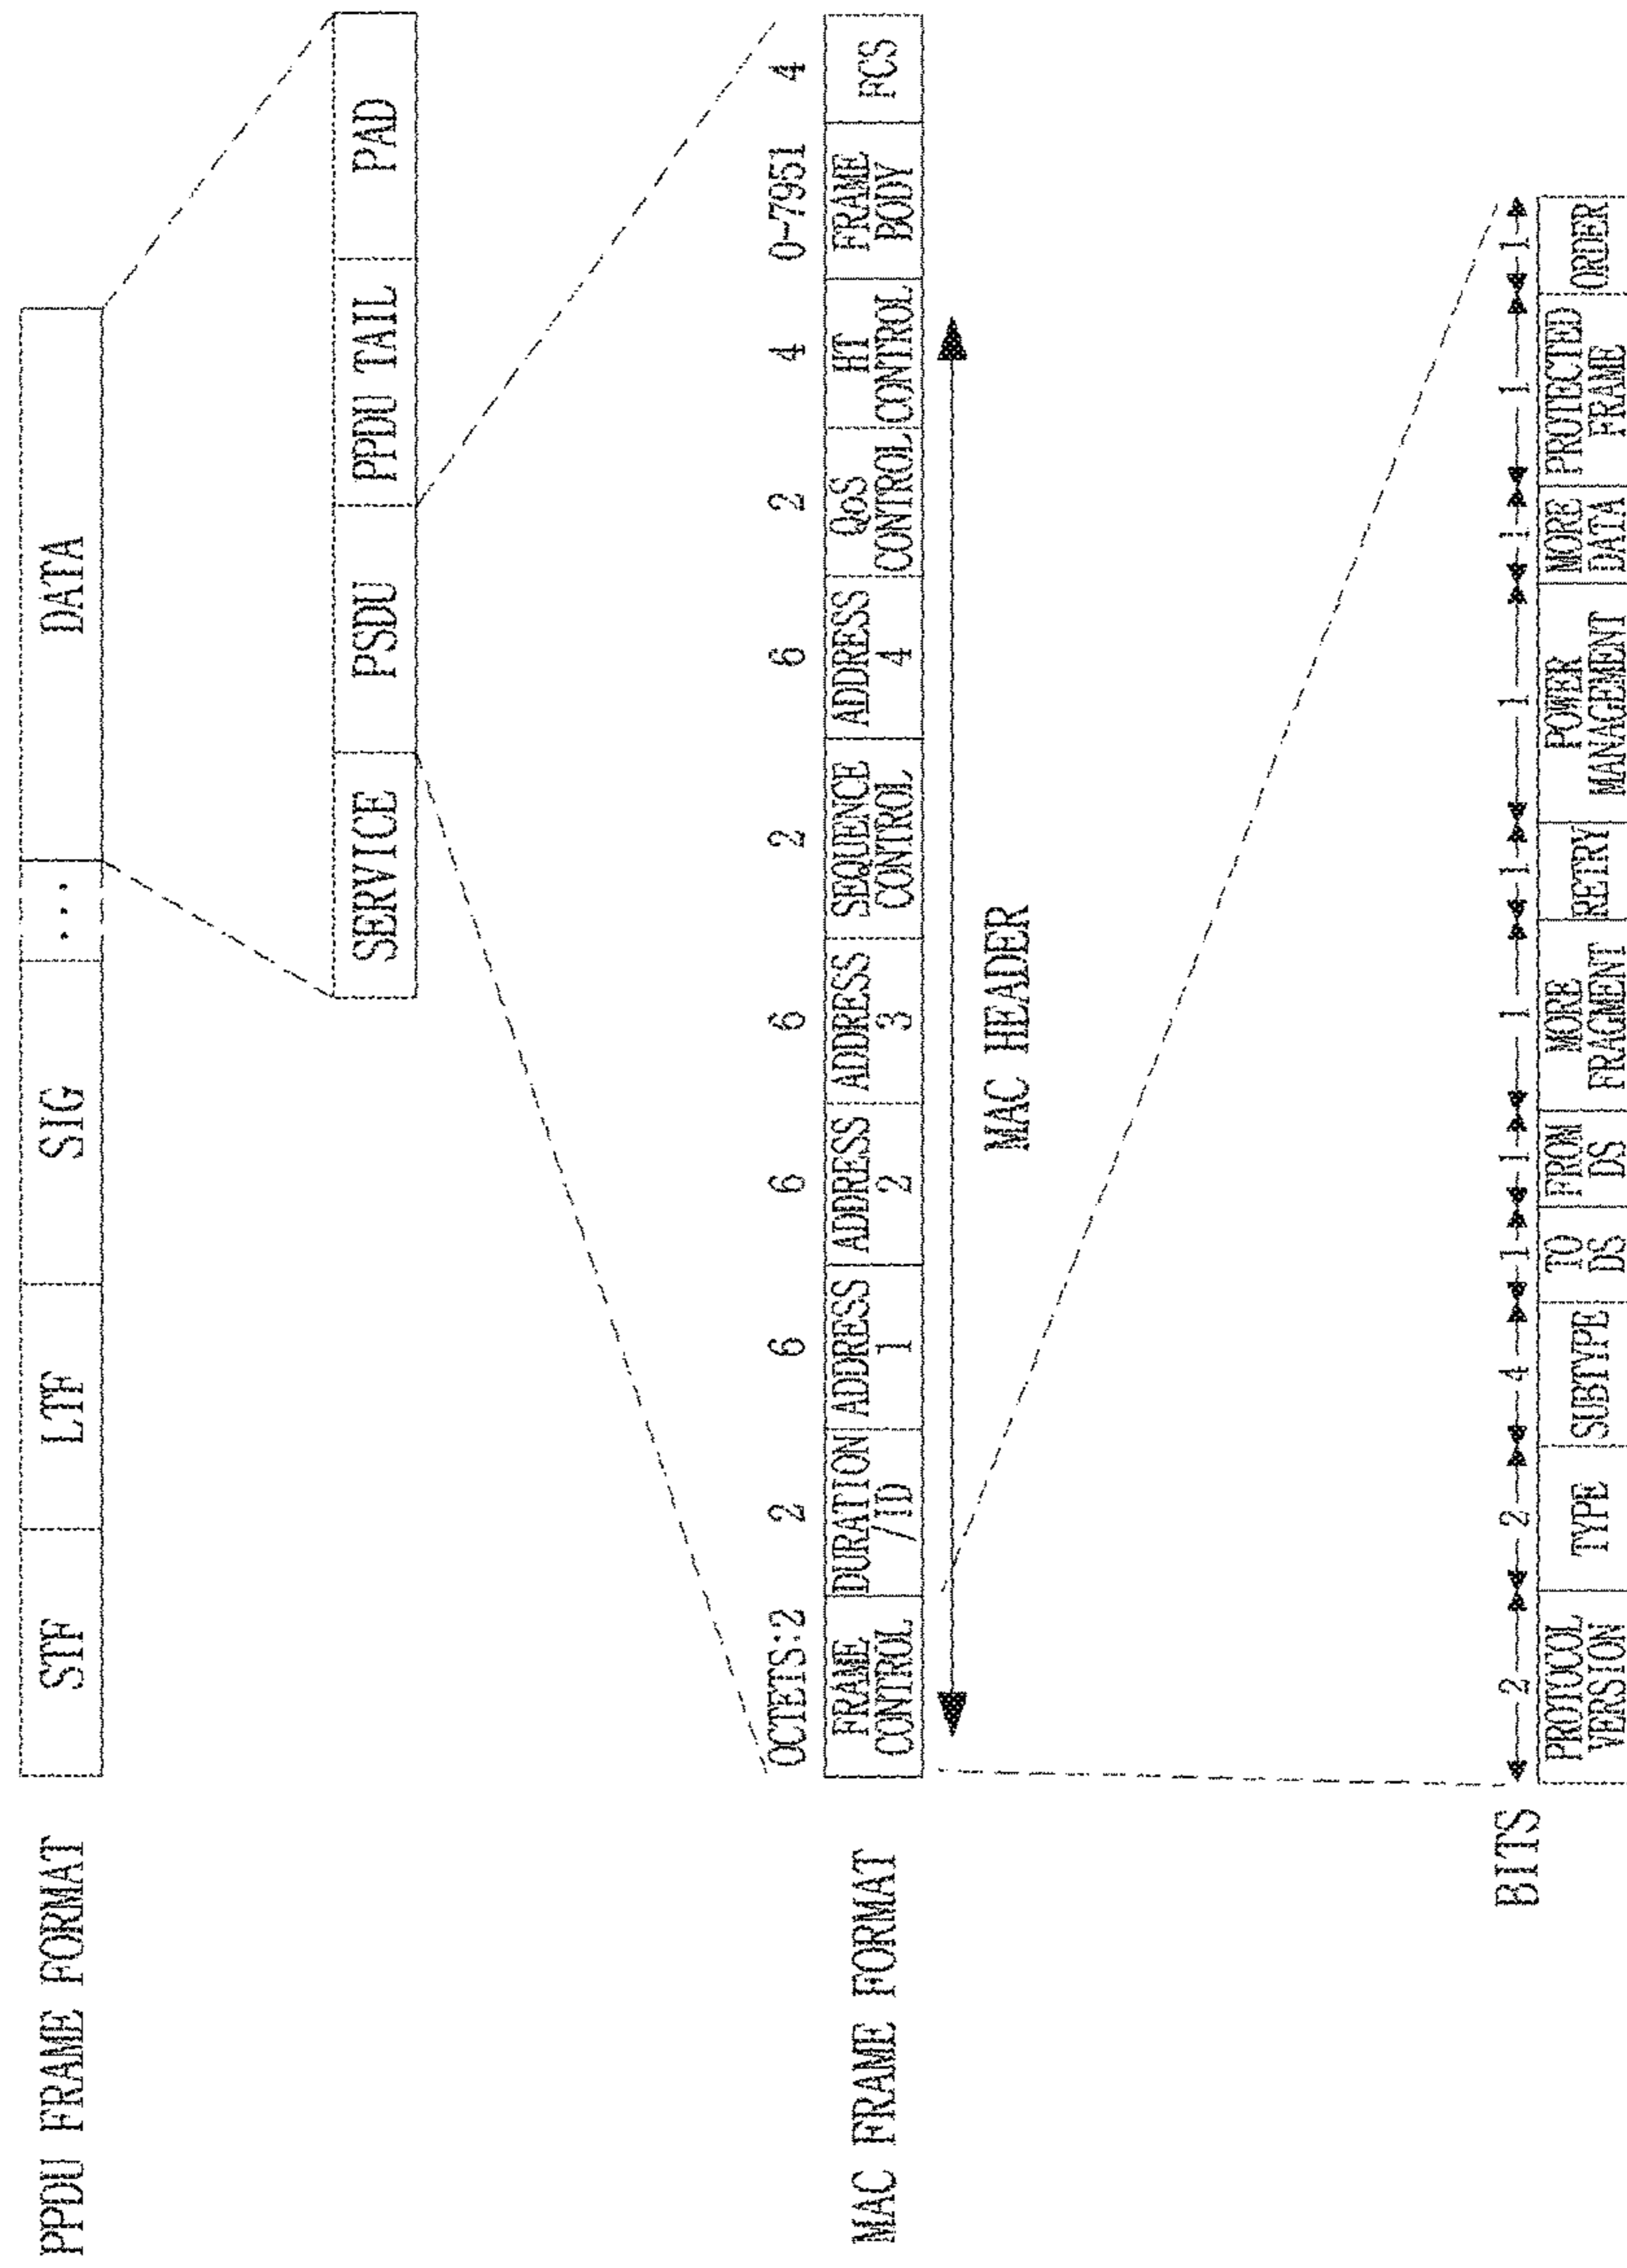 PPDU FRAME FORMAT
STF LTF SIG ... DATA
SERVICE PSDU PPDU TAIL PAD
MAC FRAME FORMAT
OCTETS:2 2 6 6 6 2 6 2 4 0-7951 4
FRAME CONTROL DURATION/ID ADDRESS 1 ADDRESS 2 ADDRESS 3 SEQUENCE CONTROL ADDRESS 4 QoS CONTROL HT CONTROL FRAME BODY FCS
MAC HEADER
BITS 2 2 4 1 1 1 1 1 1 1 1
PROTOCOL VERSION TYPE SUBTYPE TO DS FROM DS MORE FRAGMENT RETRY POWER MANAGEMENT MORE DATA PROTECTED FRAME ORDER